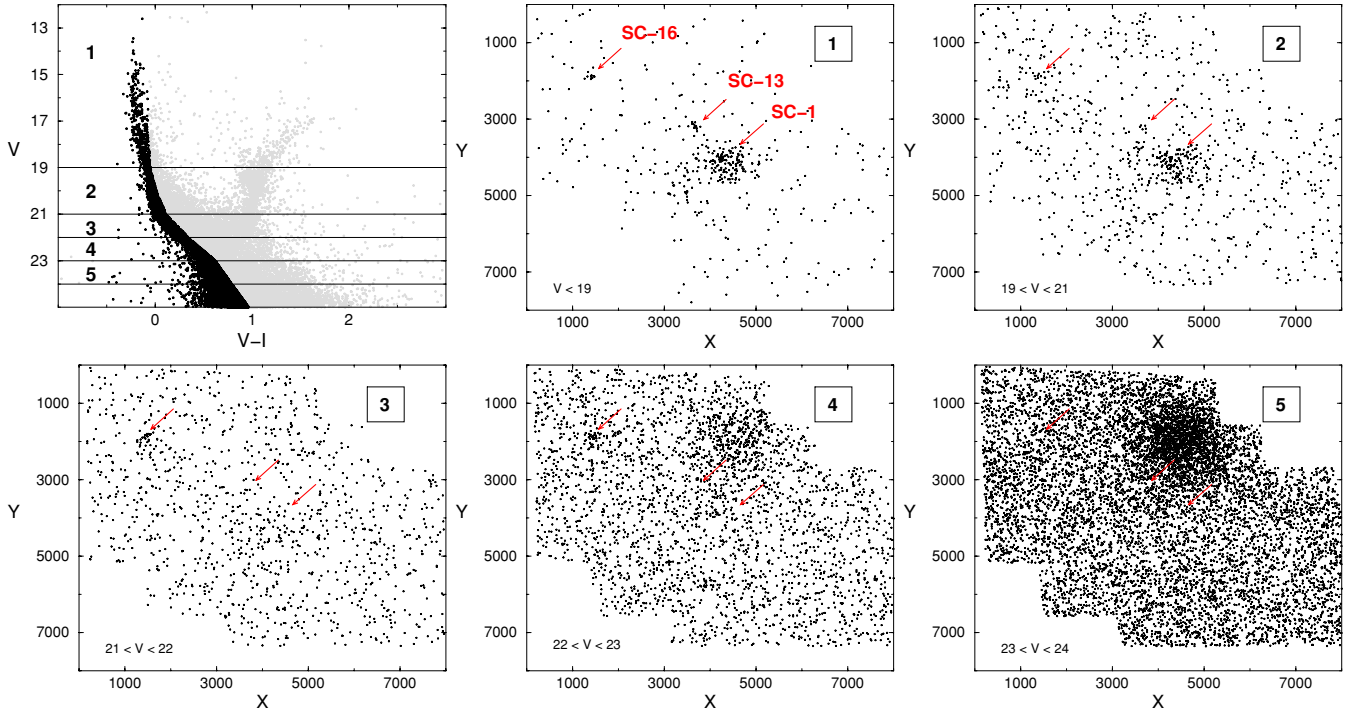 13
15
17
19
21
23
V
1
2
3
4
5
0 1 2
V−I
SC−16
SC−13
SC−1
1
1000
3000
5000
7000
Y
V < 19
1000 3000 5000 7000
X
2
1000
3000
5000
7000
Y
19 < V < 21
1000 3000 5000 7000
X
3
1000
3000
5000
7000
Y
21 < V < 22
1000 3000 5000 7000
X
4
1000
3000
5000
7000
Y
22 < V < 23
1000 3000 5000 7000
X
5
1000
3000
5000
7000
Y
23 < V < 24
1000 3000 5000 7000
X